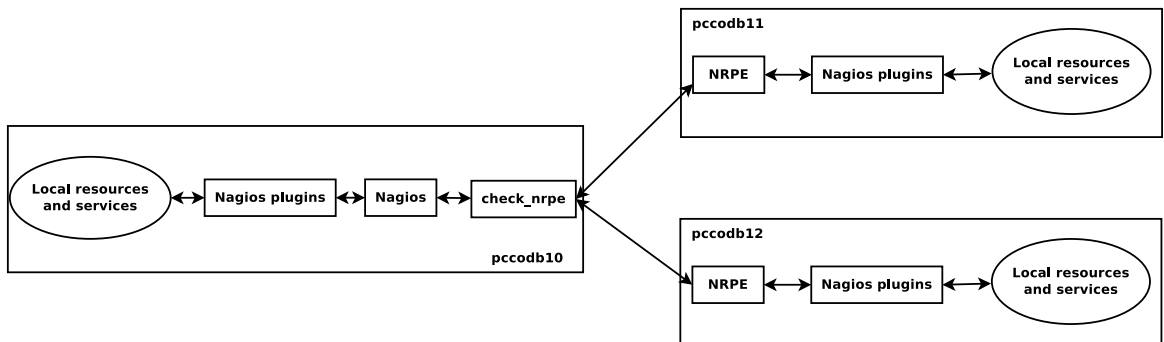 pccodb11
NRPE
Nagios plugins
Local resources
and services
Local resources
and services
Nagios plugins
Nagios
check_nrpe
pccodb10
pccodb12
NRPE
Nagios plugins
Local resources
and services